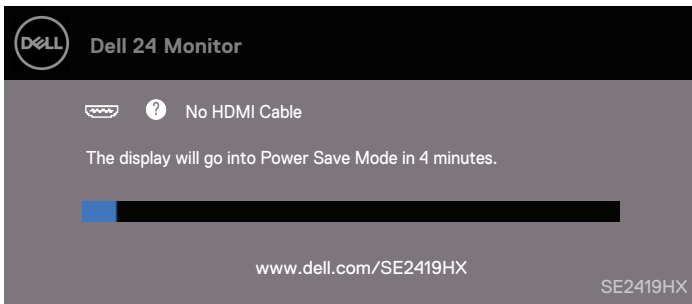 DELL
Dell 24 Monitor
? No HDMI Cable
The display will go into Power Save Mode in 4 minutes.
www.dell.com/SE2419HX
SE2419HX